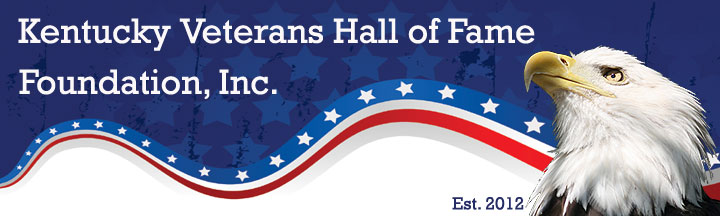 Kentucky Veterans Hall of Fame
Foundation, Inc.
Est. 2012